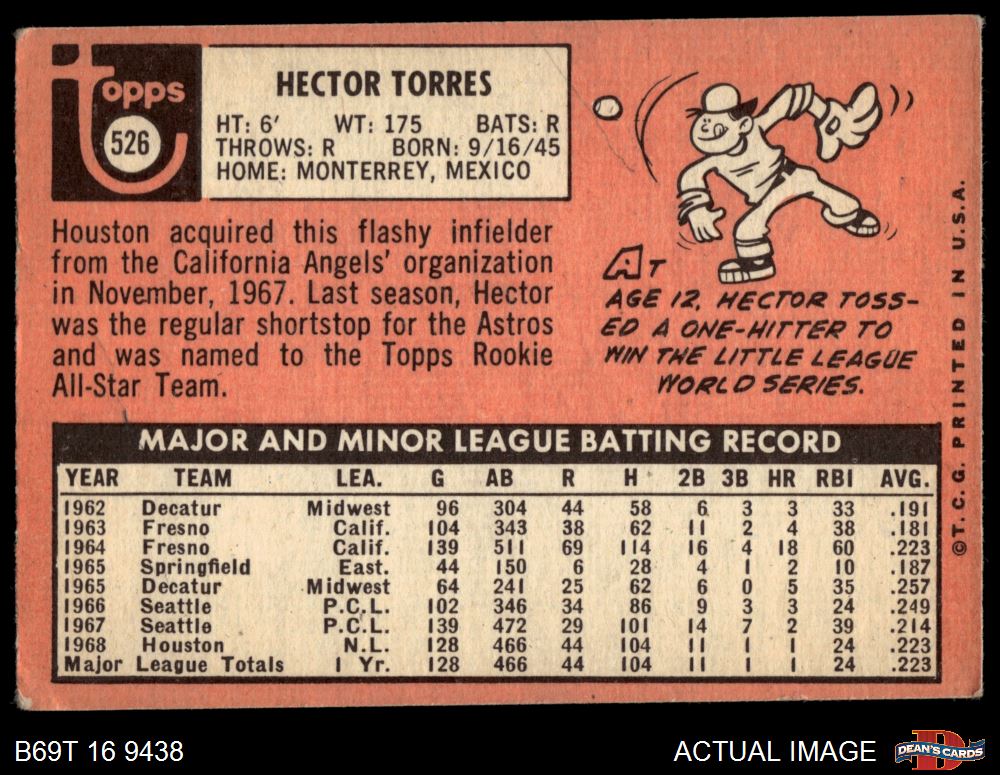 Topps
526
HECTOR TORRES
HT: 6' WT: 175 BATS: R
THROWS: R BORN: 9/16/45
HOME: MONTERREY, MEXICO
Houston acquired this flashy infielder
from the California Angels' organization
in November, 1967. Last season, Hector
was the regular shortstop for the Astros
and was named to the Topps Rookie
All-Star Team.
AT
AGE 12, HECTOR TOSS-
ED A ONE-HITTER TO
WIN THE LITTLE LEAGUE
WORLD SERIES.
©T.C.G. PRINTED IN U.S.A.
MAJOR AND MINOR LEAGUE BATTING RECORD
YEAR TEAM LEA. G AB R H 2B 3B HR RBI AVG.
1962 Decatur Midwest 96 304 44 58 6 3 3 33 .191
1963 Fresno Calif. 104 343 38 62 11 2 4 38 .181
1964 Fresno Calif. 139 511 69 114 16 4 18 60 .223
1965 Springfield East. 44 150 6 28 4 1 2 10 .187
1965 Decatur Midwest 64 241 25 62 6 0 5 35 .257
1966 Seattle P.C.L. 102 346 34 86 9 3 3 24 .249
1967 Seattle P.C.L. 139 472 29 101 14 7 2 39 .214
1968 Houston N.L. 128 466 44 104 11 1 1 24 .223
Major League Totals 1 Yr. 128 466 44 104 11 1 1 24 .223
B69T 16 9438
ACTUAL IMAGE
DEAN'S CARDS